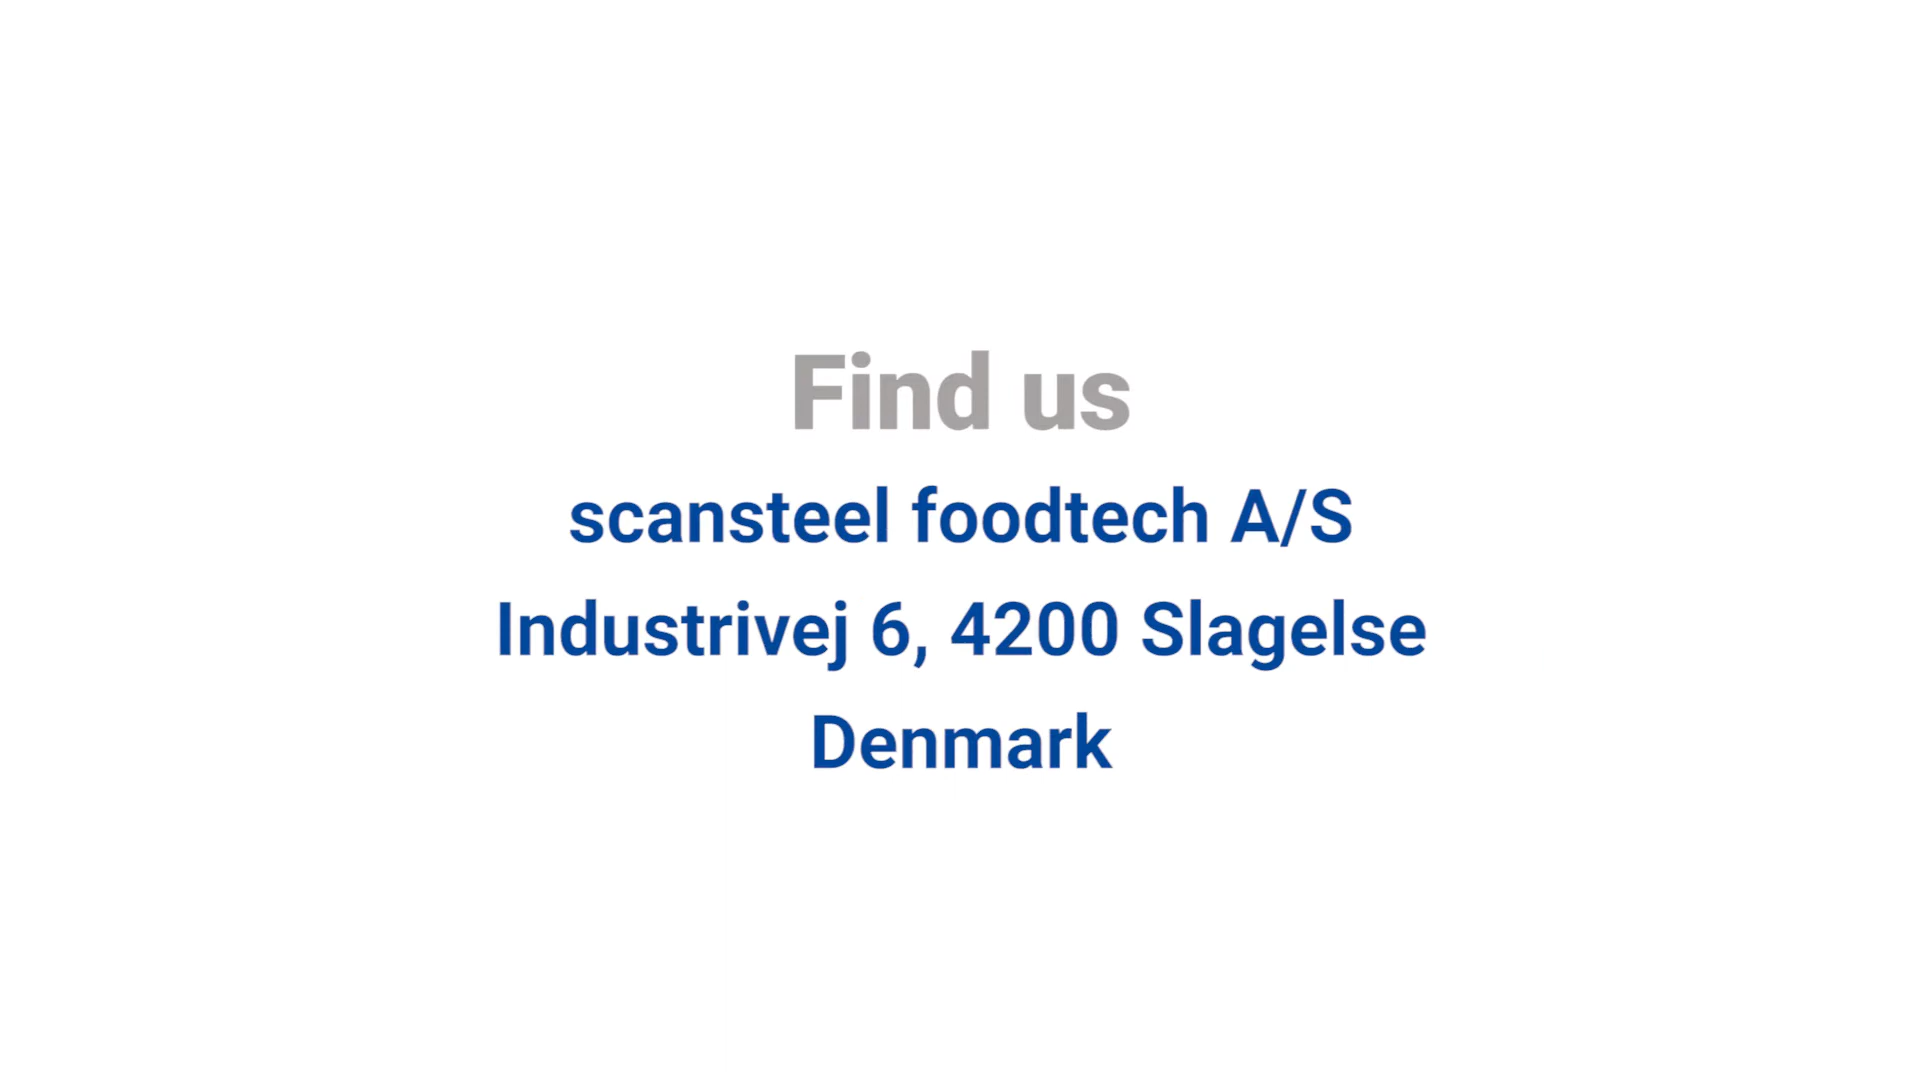 Find us
scansteel foodtech A/S
Industrivej 6, 4200 Slagelse
Denmark